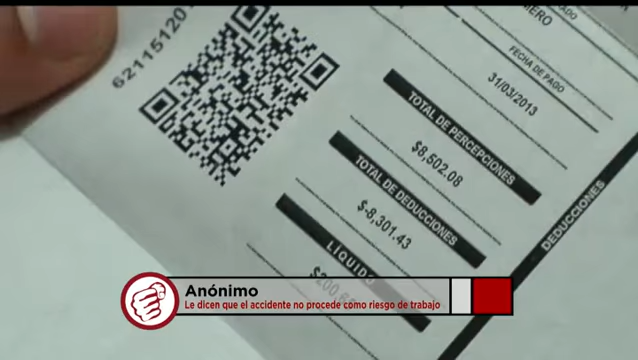 62115120
FECHA DE PAGO
31/03/2013
TOTAL DE PERCEPCIONES
$8,502.08
TOTAL DE DEDUCCIONES
$-8,301.43
LÍQUIDO
DEDUCCIONES
Anónimo
Le dicen que el accidente no procede como riesgo de trabajo